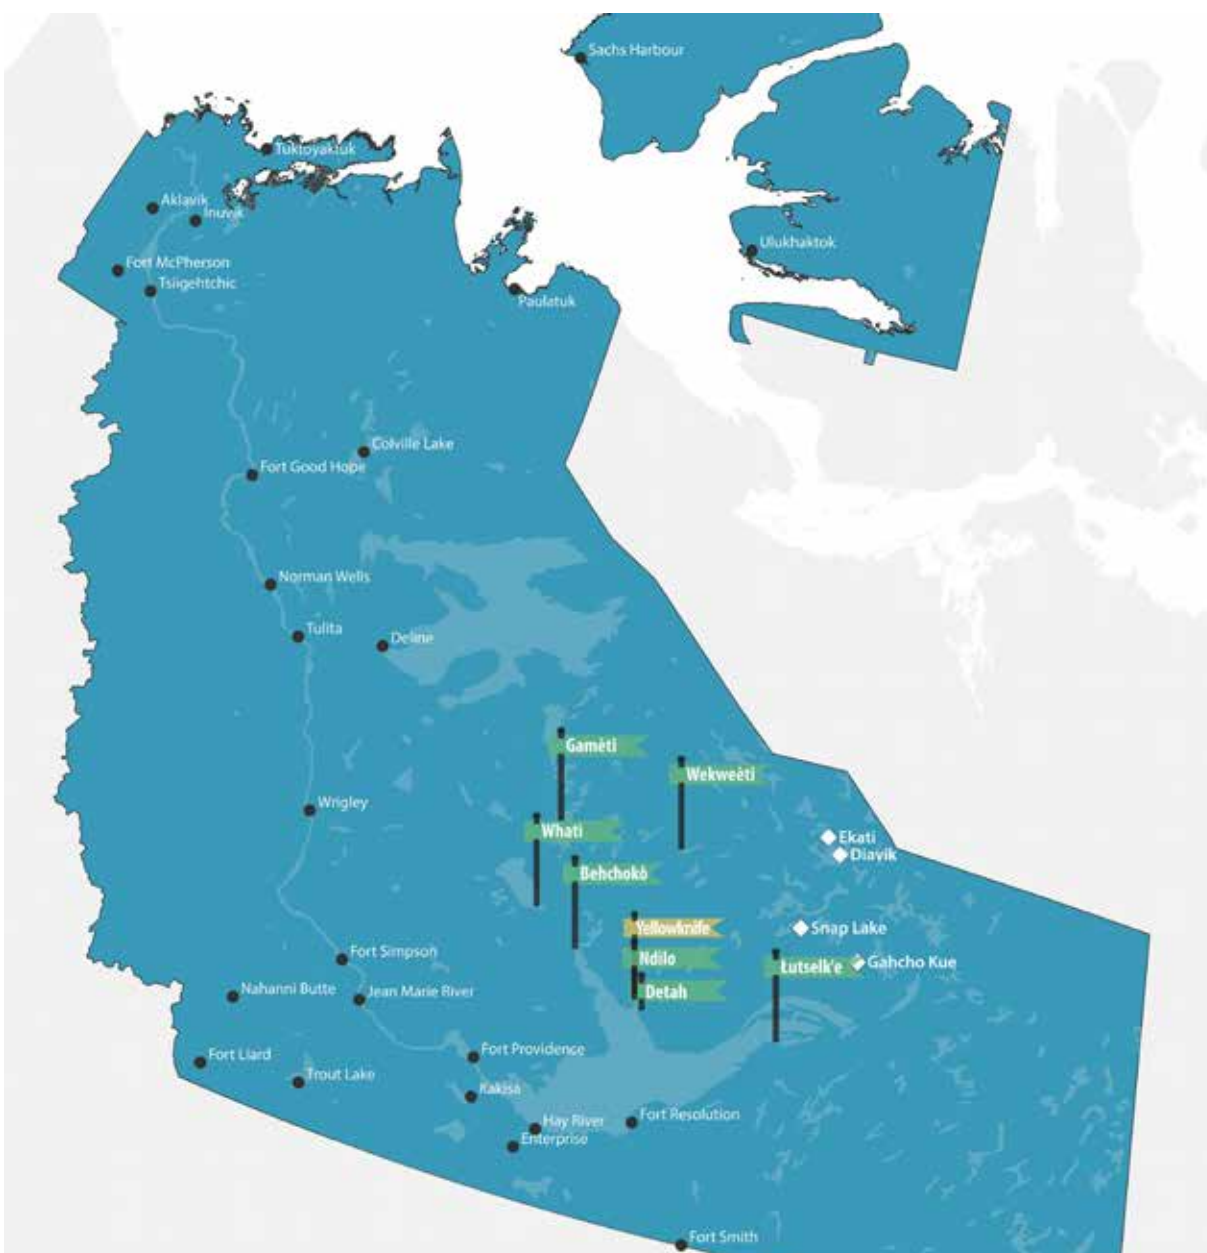 Sachs Harbour
Tuktoyaktuk
Aklavik
Inuvik
Ulukhaktok
Fort McPherson
Tsiigehtchic
Paulatuk
Colville Lake
Fort Good Hope
Norman Wells
Tulita
Deline
Gamètì
Wekweètì
Wrigley
Whati
Ekati
Diavik
Behchokò
Yellowknife
Snap Lake
Fort Simpson
Ndilo
Łutselk'e
Gahcho Kue
Nahanni Butte
Jean Marie River
Detah
Fort Liard
Fort Providence
Trout Lake
Kakisa
Hay River
Fort Resolution
Enterprise
Fort Smith